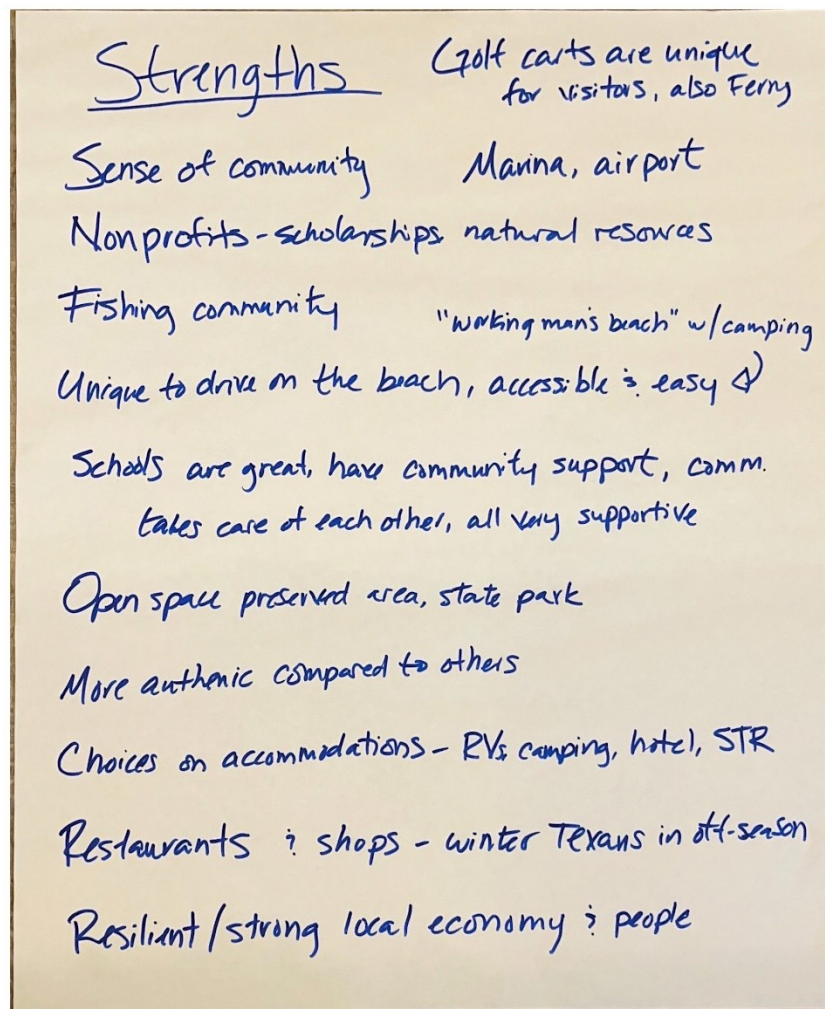 Strengths
Golf carts are unique
for visitors, also Ferry
Sense of community
Marina, airport
Nonprofits - scholarships, natural resources
Fishing community
"working man's beach" w/camping
Unique to drive on the beach, accessible & easy
Schools are great, have community support, comm.
takes care of each other, all very supportive
Open space preserved area, state park
More authenic compared to others
Choices on accommodations - RVs camping, hotel, STR
Restaurants & shops - winter Texans in off-season
Resilient/strong local economy & people